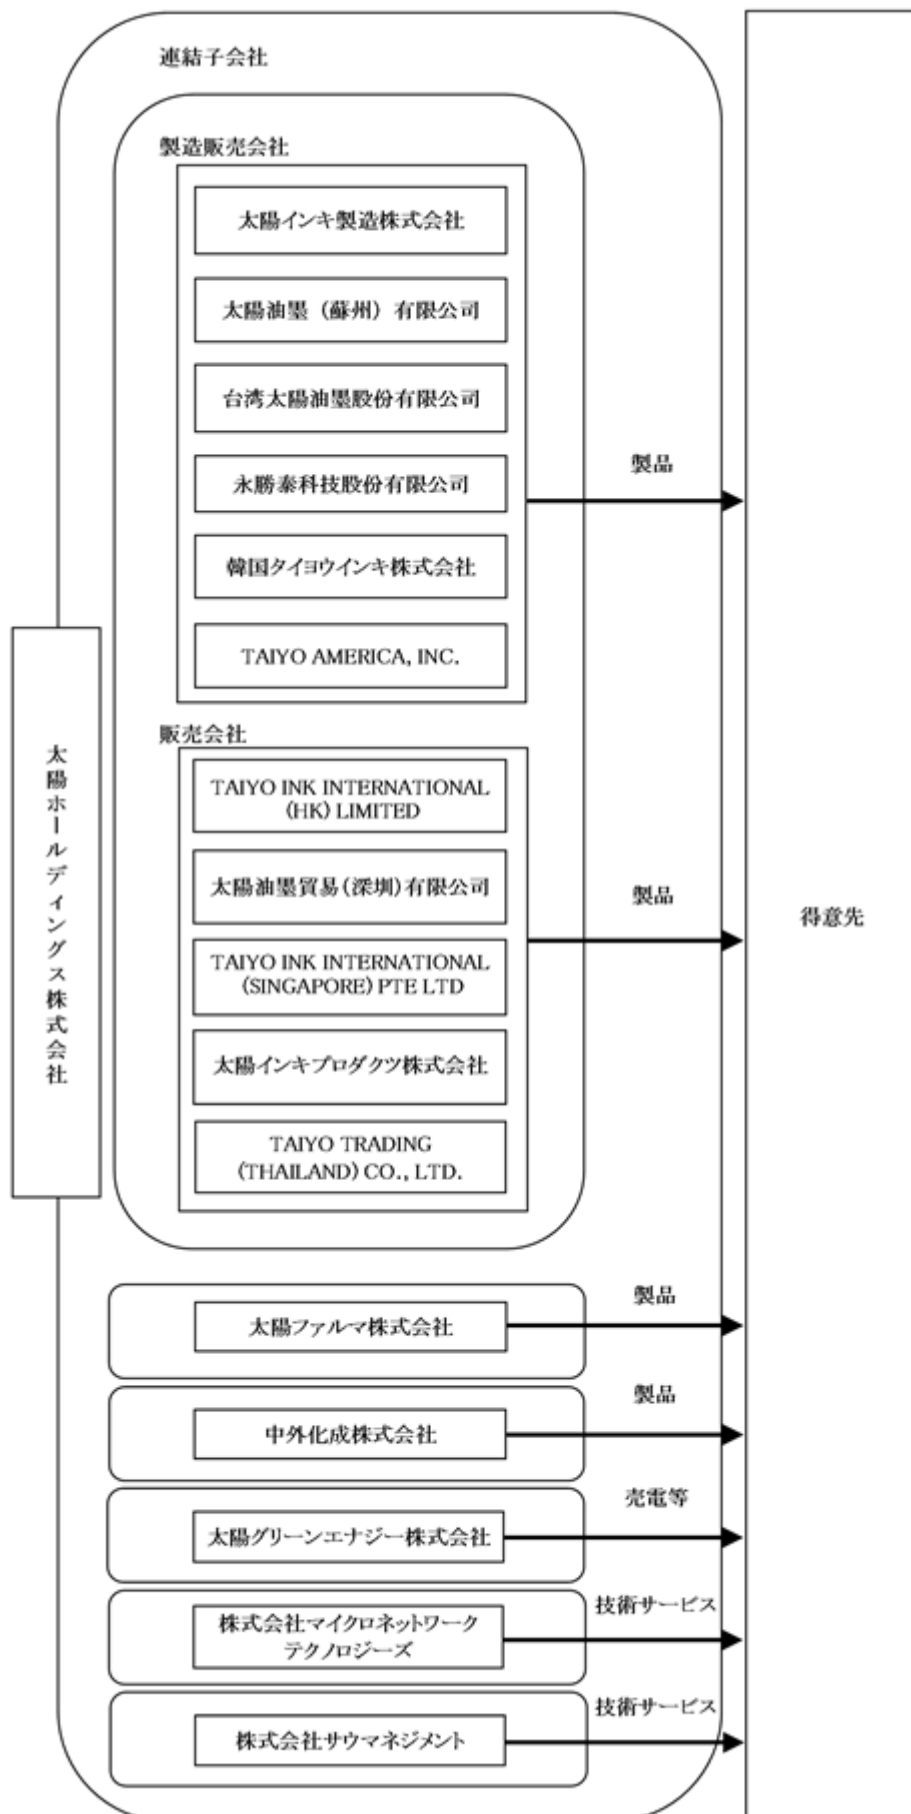 連結子会社
製造販売会社
太陽インキ製造株式会社
太陽油墨（蘇州）有限公司
台湾太陽油墨股份有限公司
永勝泰科技股份有限公司
製品
韓国タイヨウインキ株式会社
TAIYO AMERICA, INC.
太陽ホールディングス株式会社
販売会社
TAIYO INK INTERNATIONAL
(HK) LIMITED
太陽油墨貿易(深圳)有限公司
製品
得意先
TAIYO INK INTERNATIONAL
(SINGAPORE) PTE LTD
太陽インキプロダクツ株式会社
TAIYO TRADING
(THAILAND) CO., LTD.
製品
太陽ファルマ株式会社
製品
中外化成株式会社
売電等
太陽グリーンエナジー株式会社
技術サービス
株式会社マイクロネットワーク
テクノロジーズ
技術サービス
株式会社サウマネジメント